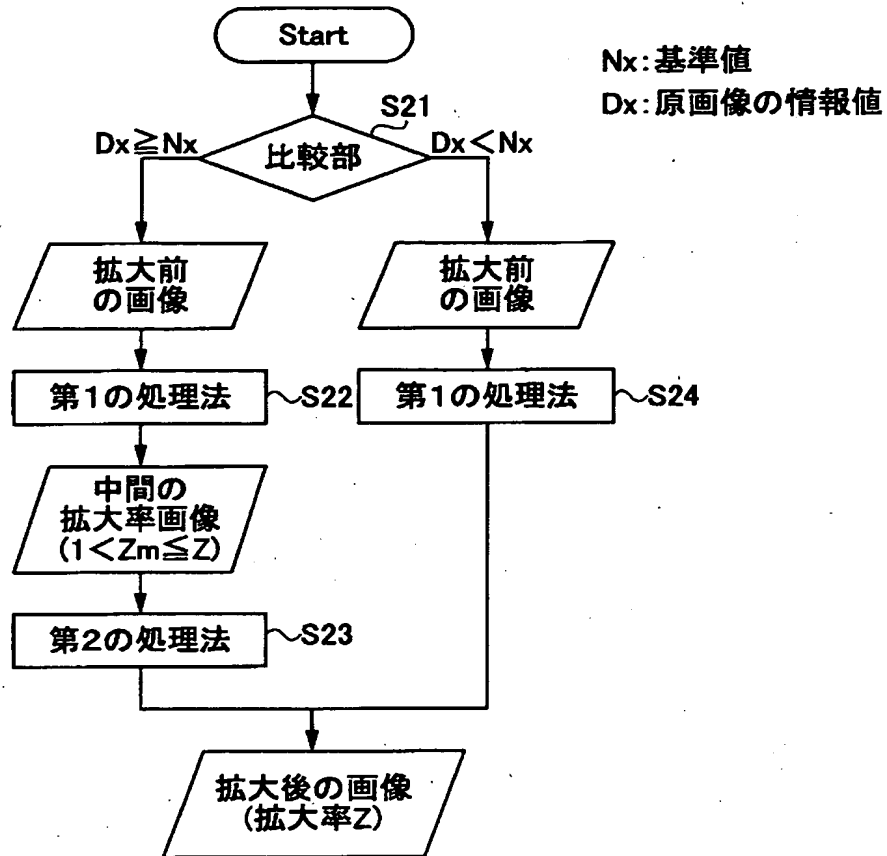 Start
Nx:基準値
Dx:原画像の情報値
S21
Dx≧Nx
比較部
Dx<Nx
拡大前
の画像
拡大前
の画像
第1の処理法
S22
第1の処理法
S24
中間の
拡大率画像
(1<Zm≦Z)
第2の処理法
S23
拡大後の画像
(拡大率Z)